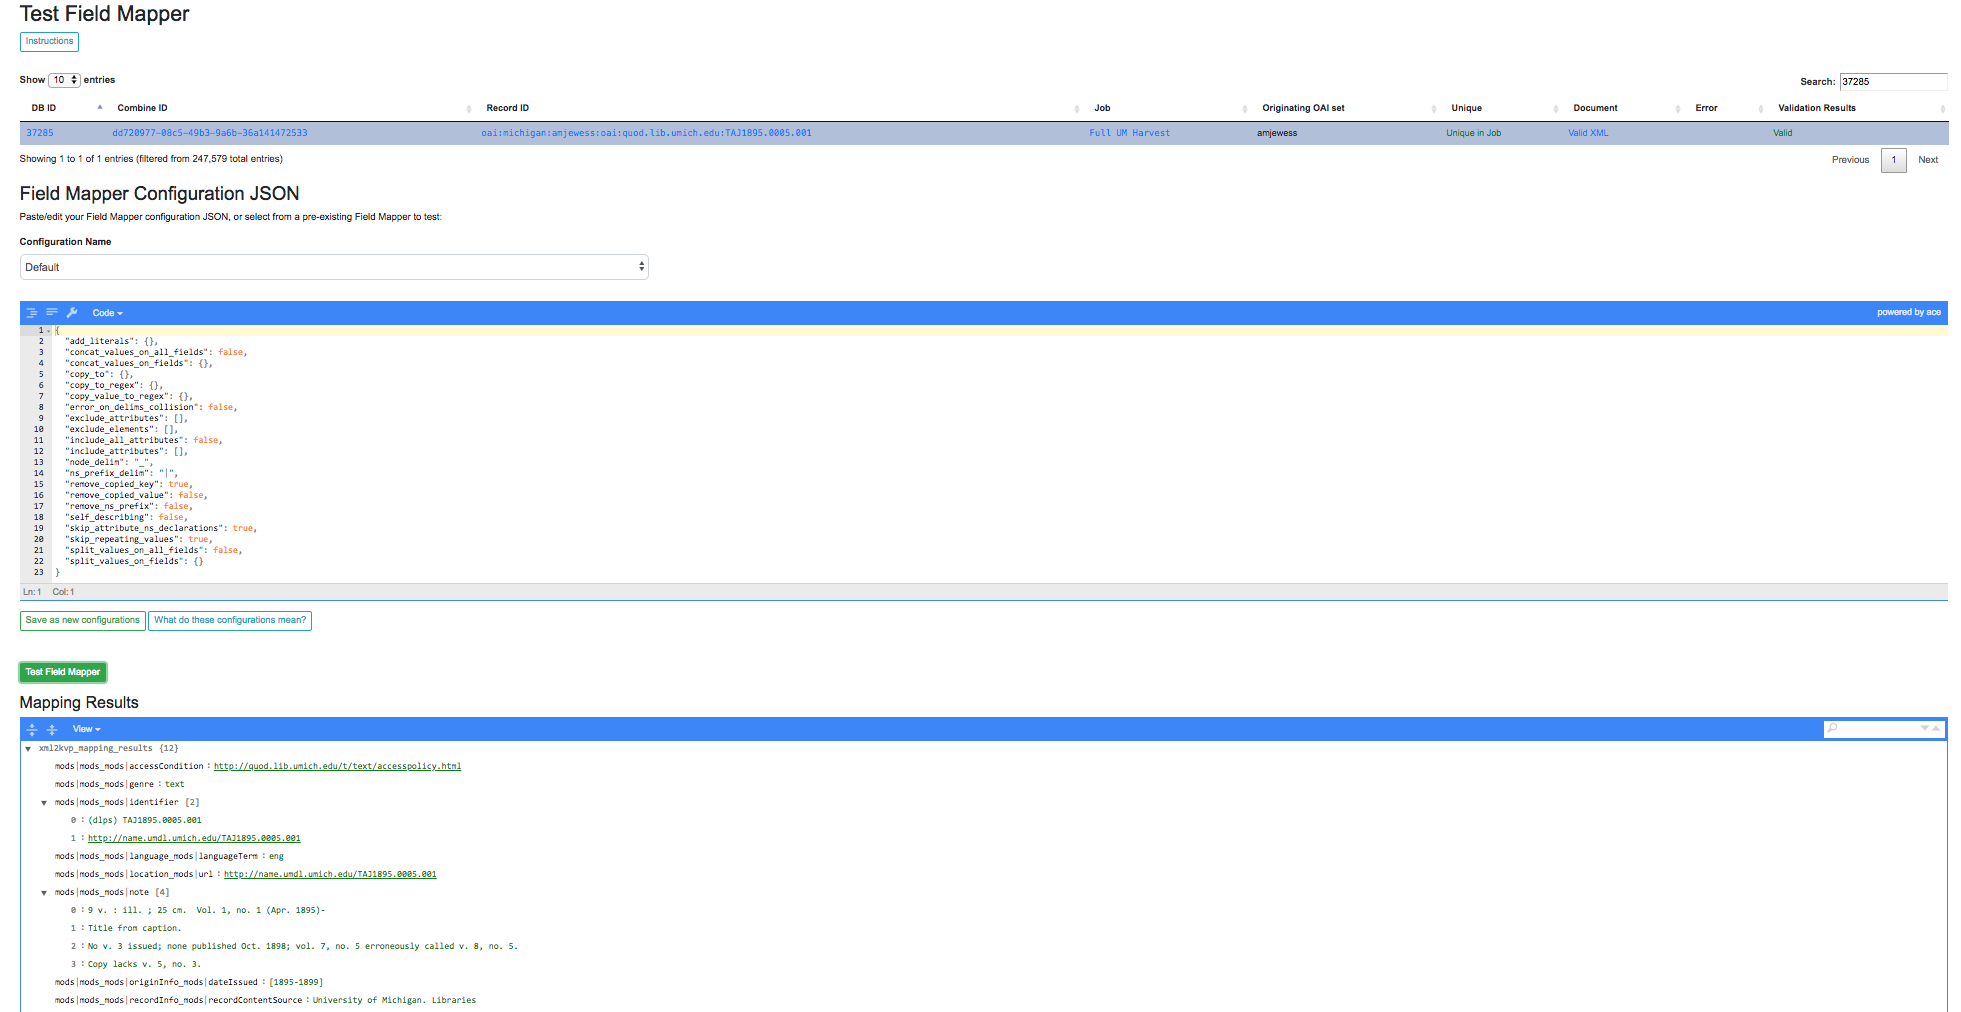 Test Field Mapper
Instructions
Show 10 entries
Search: 37285
DB ID Combine ID Record ID Job Originating OAI set Unique Document Error Validation Results
37285 dd720977-08c5-49b3-9a6b-36a141472533 oai:michigan:amjewess:oai:quod.lib.umich.edu:TAJ1895.0005.001 Full UM Harvest amjewess Unique in Job Valid XML Valid
Showing 1 to 1 of 1 entries (filtered from 247,579 total entries)
Previous 1 Next
Field Mapper Configuration JSON
Paste/edit your Field Mapper configuration JSON, or select from a pre-existing Field Mapper to test:
Configuration Name
Default
Code
powered by ace
1 {
2 "add_literals": {},
3 "concat_values_on_all_fields": false,
4 "concat_values_on_fields": {},
5 "copy_to": {},
6 "copy_to_regex": {},
7 "copy_value_to_regex": {},
8 "error_on_delims_collision": false,
9 "exclude_attributes": [],
10 "exclude_elements": [],
11 "include_all_attributes": false,
12 "include_attributes": [],
13 "node_delim": "_",
14 "ns_prefix_delim": "|",
15 "remove_copied_key": true,
16 "remove_copied_value": false,
17 "remove_ns_prefix": false,
18 "self_describing": false,
19 "skip_attribute_ns_declarations": true,
20 "skip_repeating_values": true,
21 "split_values_on_all_fields": false,
22 "split_values_on_fields": {}
23 }
Ln: 1 Col: 1
Save as new configurations What do these configurations mean?
Test Field Mapper
Mapping Results
View
xml2kvp_mapping_results {12}
mods|mods_mods|accessCondition : http://quod.lib.umich.edu/t/text/accesspolicy.html
mods|mods_mods|genre : text
mods|mods_mods|identifier [2]
0 : (dlps) TAJ1895.0005.001
1 : http://name.umdl.umich.edu/TAJ1895.0005.001
mods|mods_mods|language_mods|languageTerm : eng
mods|mods_mods|location_mods|url : http://name.umdl.umich.edu/TAJ1895.0005.001
mods|mods_mods|note [4]
0 : 9 v. : ill. ; 25 cm.  Vol. 1, no. 1 (Apr. 1895)-
1 : Title from caption.
2 : No v. 3 issued; none published Oct. 1898; vol. 7, no. 5 erroneously called v. 8, no. 5.
3 : Copy lacks v. 5, no. 3.
mods|mods_mods|originInfo_mods|dateIssued : [1895-1899]
mods|mods_mods|recordInfo_mods|recordContentSource : University of Michigan. Libraries